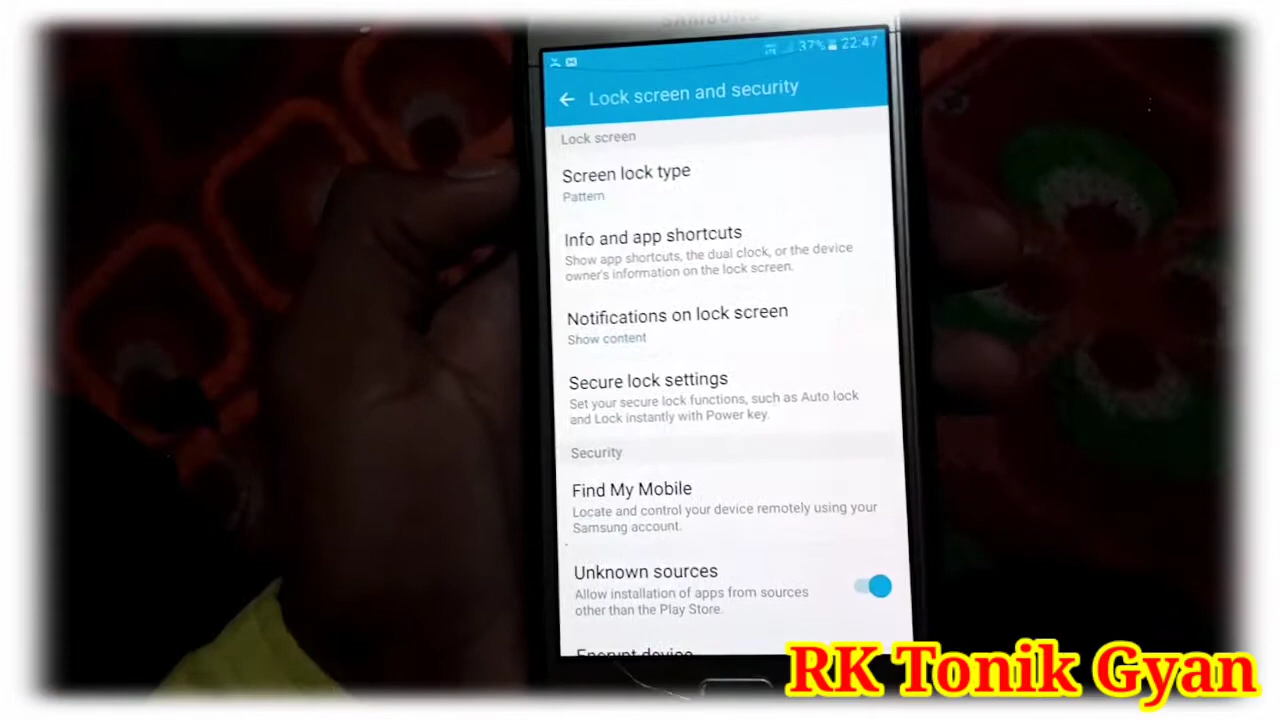 SAMSUNG
37% 22:47
Lock screen and security
Lock screen
Screen lock type
Pattern
Info and app shortcuts
Show app shortcuts, the dual clock, or the device
owner's information on the lock screen.
Notifications on lock screen
Show content
Secure lock settings
Set your secure lock functions, such as Auto lock
and Lock instantly with Power key.
Security
Find My Mobile
Locate and control your device remotely using your
Samsung account.
Unknown sources
Allow installation of apps from sources
other than the Play Store.
Encrypt device
RK Tonik Gyan